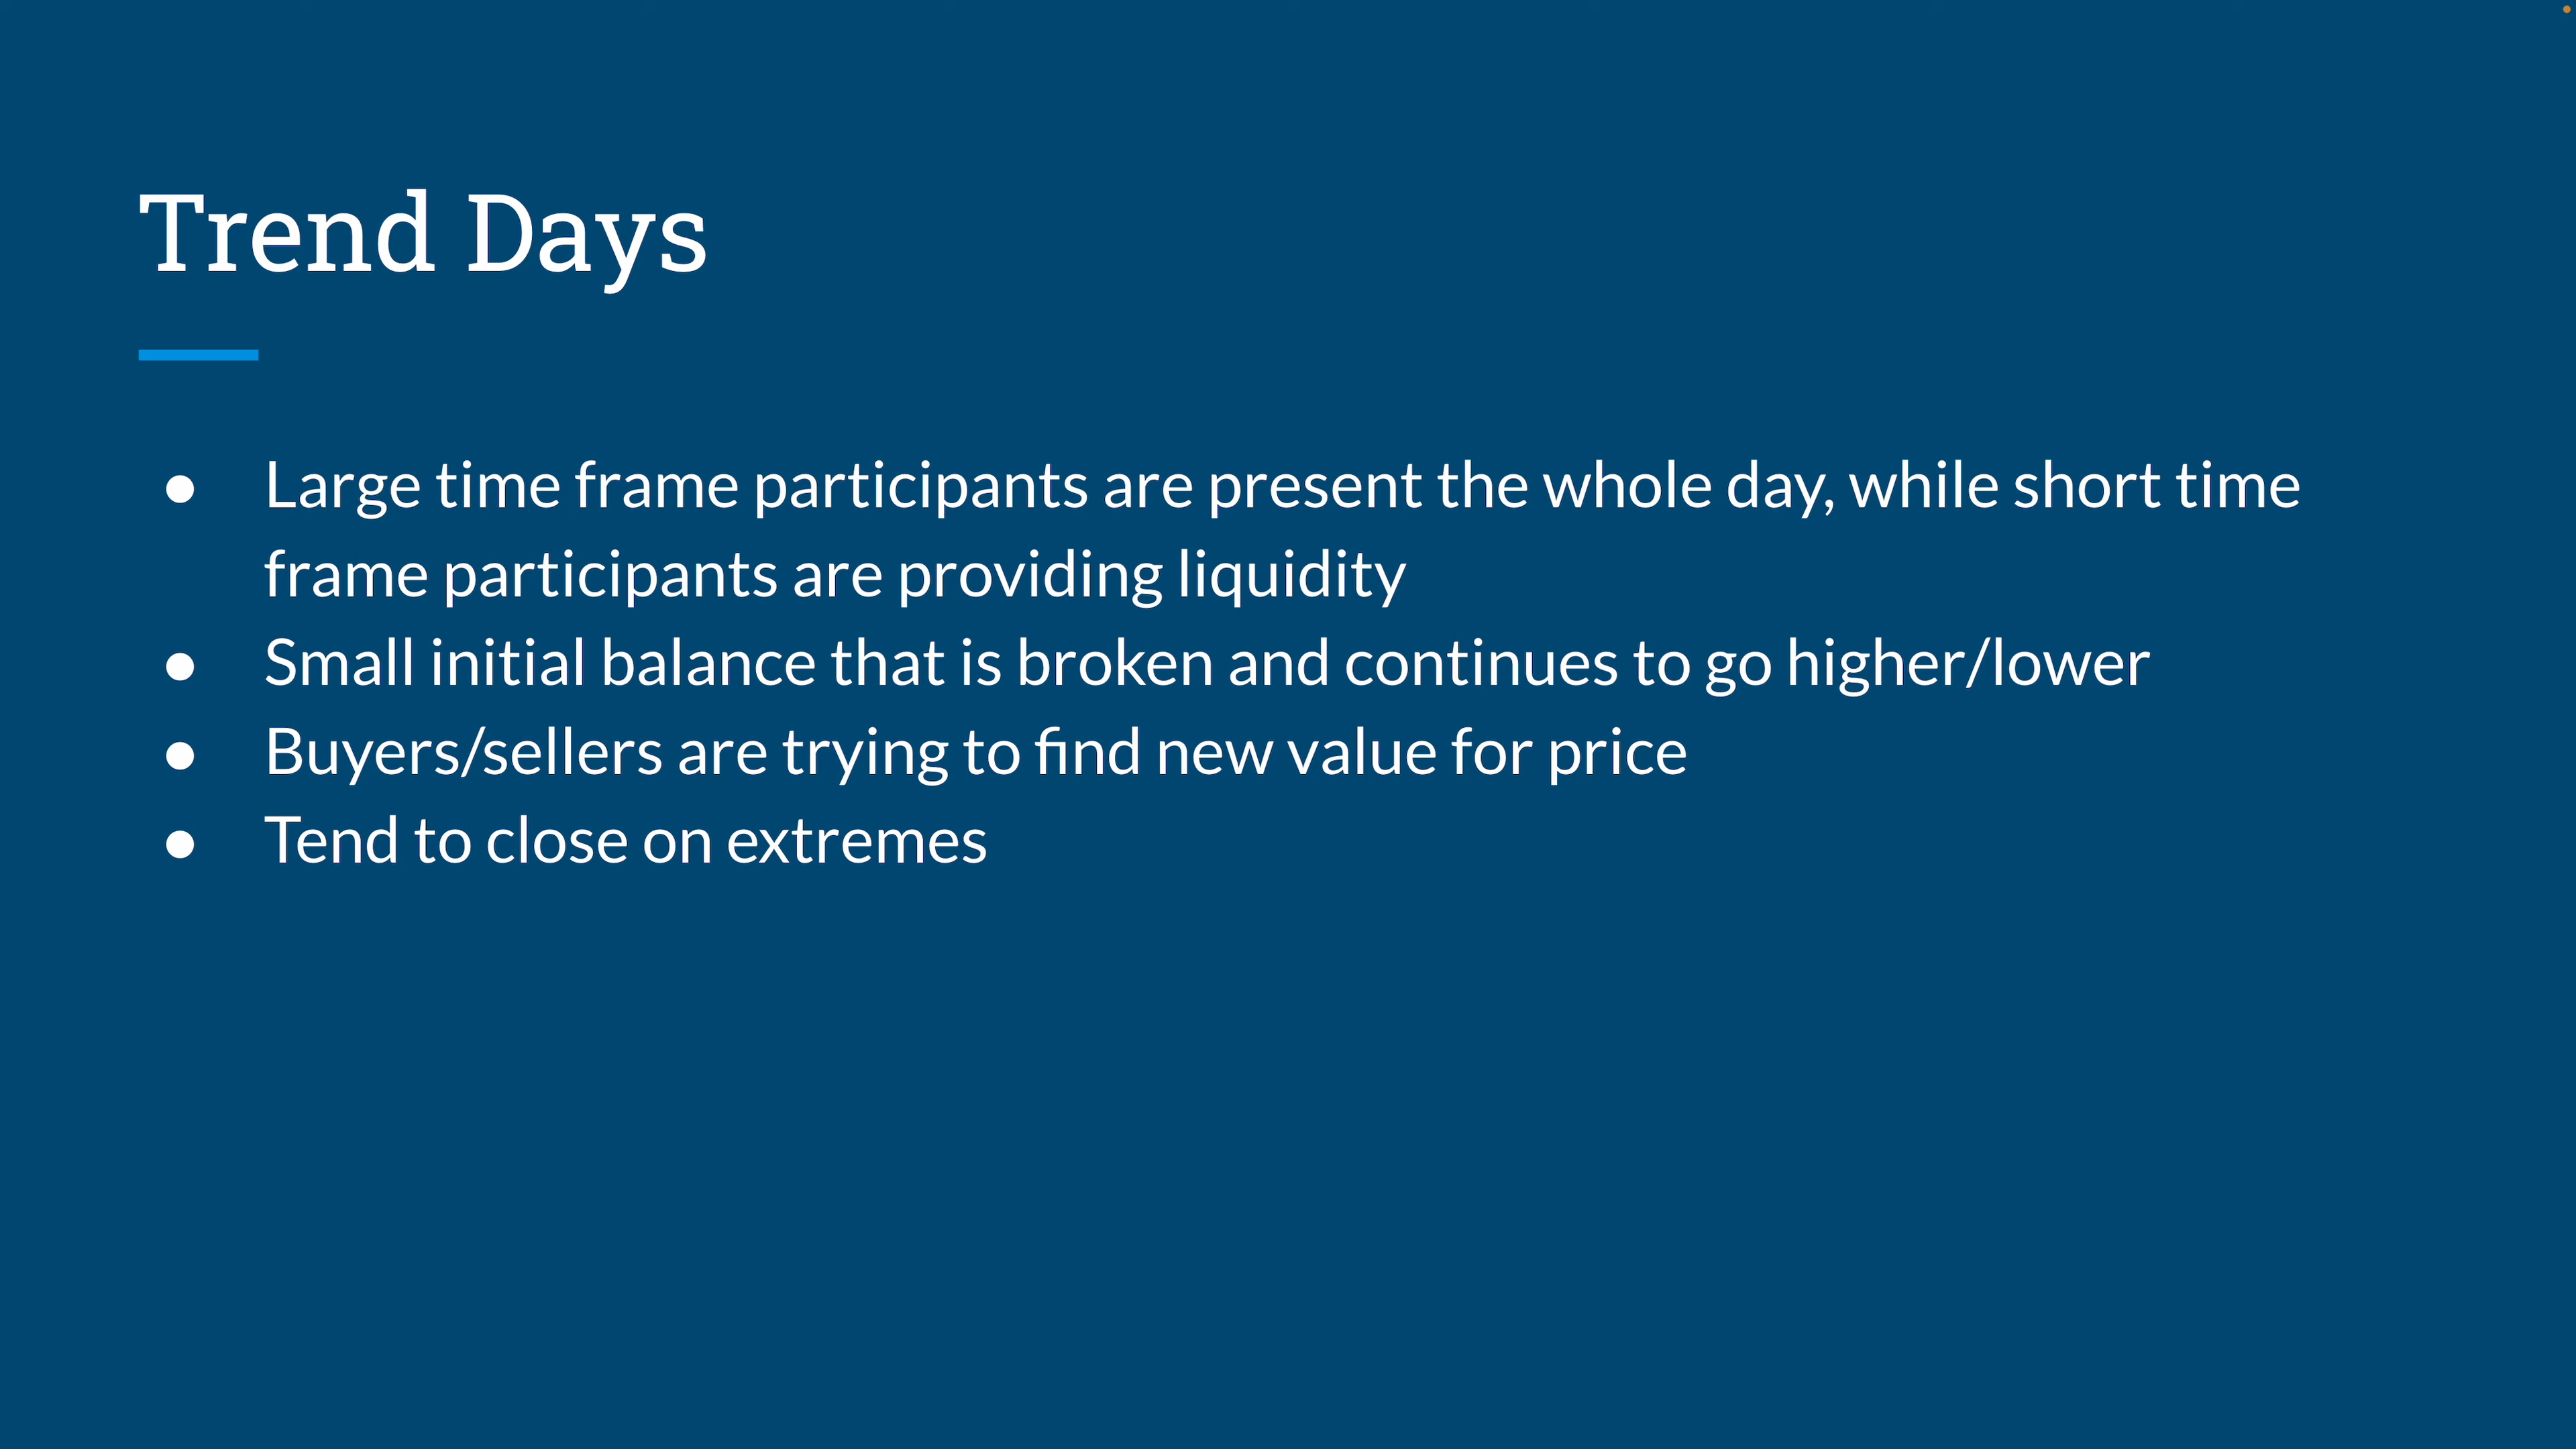 Trend Days
● Large time frame participants are present the whole day, while short time
frame participants are providing liquidity
● Small initial balance that is broken and continues to go higher/lower
● Buyers/sellers are trying to find new value for price
● Tend to close on extremes